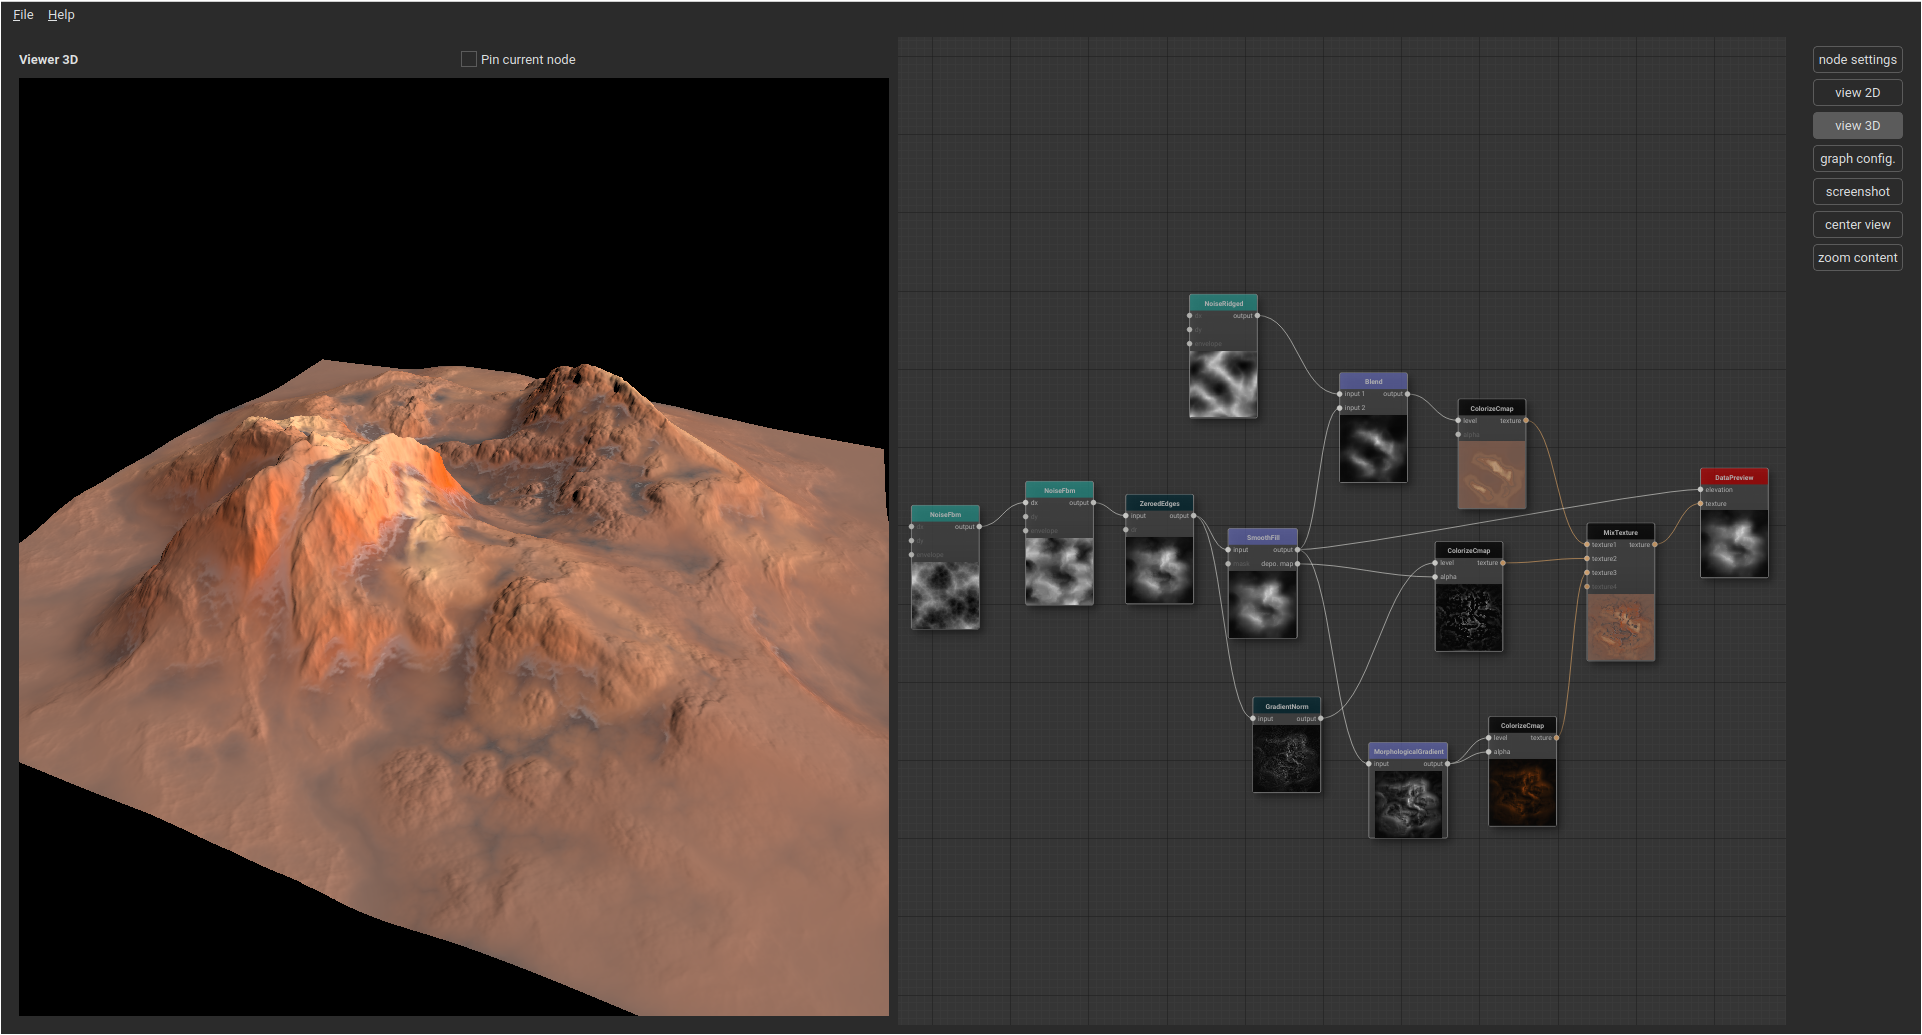 File Help
Viewer 3D
Pin current node
node settings
view 2D
view 3D
graph config.
screenshot
center view
zoom content
NoiseRidged
output
dx
dy
envelope
Blend
input 1 output
input 2
ColorizeCmap
level texture
alpha
DataPreview
elevation
texture
NoiseFbm
dx output
dy
envelope
NoiseFbm
dx output
dy
envelope
ZeroedEdges
input output
SmoothFill
input output
mask depo. map
ColorizeCmap
level texture
alpha
MixTexture
texture1 texture
texture2
texture3
texture4
GradientNorm
input output
MorphologicalGradient
input output
ColorizeCmap
level texture
alpha